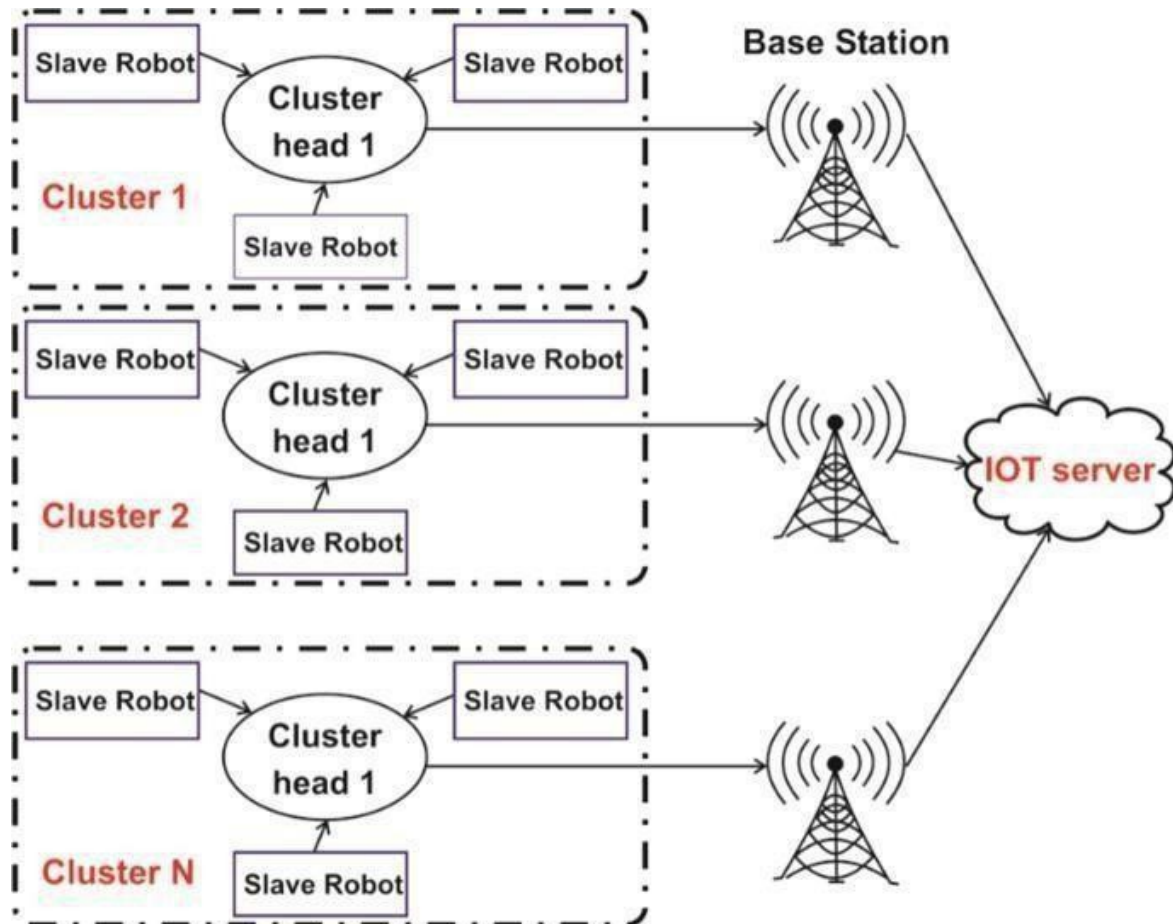 Slave Robot
Slave Robot
Base Station
Cluster
head 1
Cluster 1
Slave Robot
Slave Robot
Slave Robot
Cluster
head 1
IOT server
Cluster 2
Slave Robot
Slave Robot
Slave Robot
Cluster
head 1
Cluster N
Slave Robot